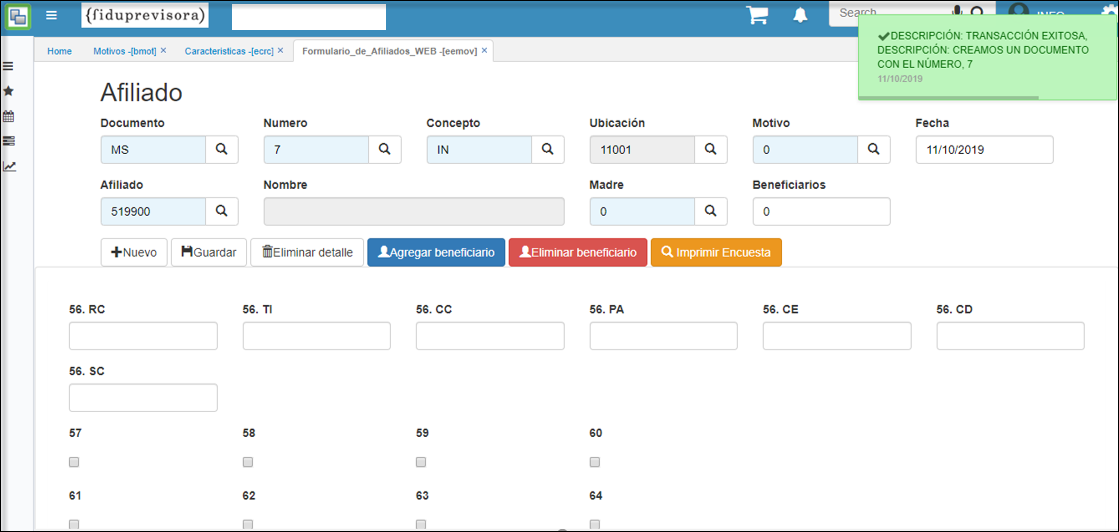 {fiduprevisora)
Search
INFO
✔DESCRIPCIÓN: TRANSACCIÓN EXITOSA,
DESCRIPCIÓN: CREAMOS UN DOCUMENTO
CON EL NÚMERO, 7
11/10/2019
Home Motivos -[bmot] × Caracteristicas -[ecrc] × Formulario_de_Afiliados_WEB -[eemov] ×
Afiliado
Documento Numero Concepto Ubicación Motivo Fecha
MS 7 IN 11001 0 11/10/2019
Afiliado Nombre Madre Beneficiarios
519900 0 0
Nuevo Guardar Eliminar detalle Agregar beneficiario Eliminar beneficiario Imprimir Encuesta
56. RC 56. TI 56. CC 56. PA 56. CE 56. CD
56. SC
57 58 59 60
61 62 63 64